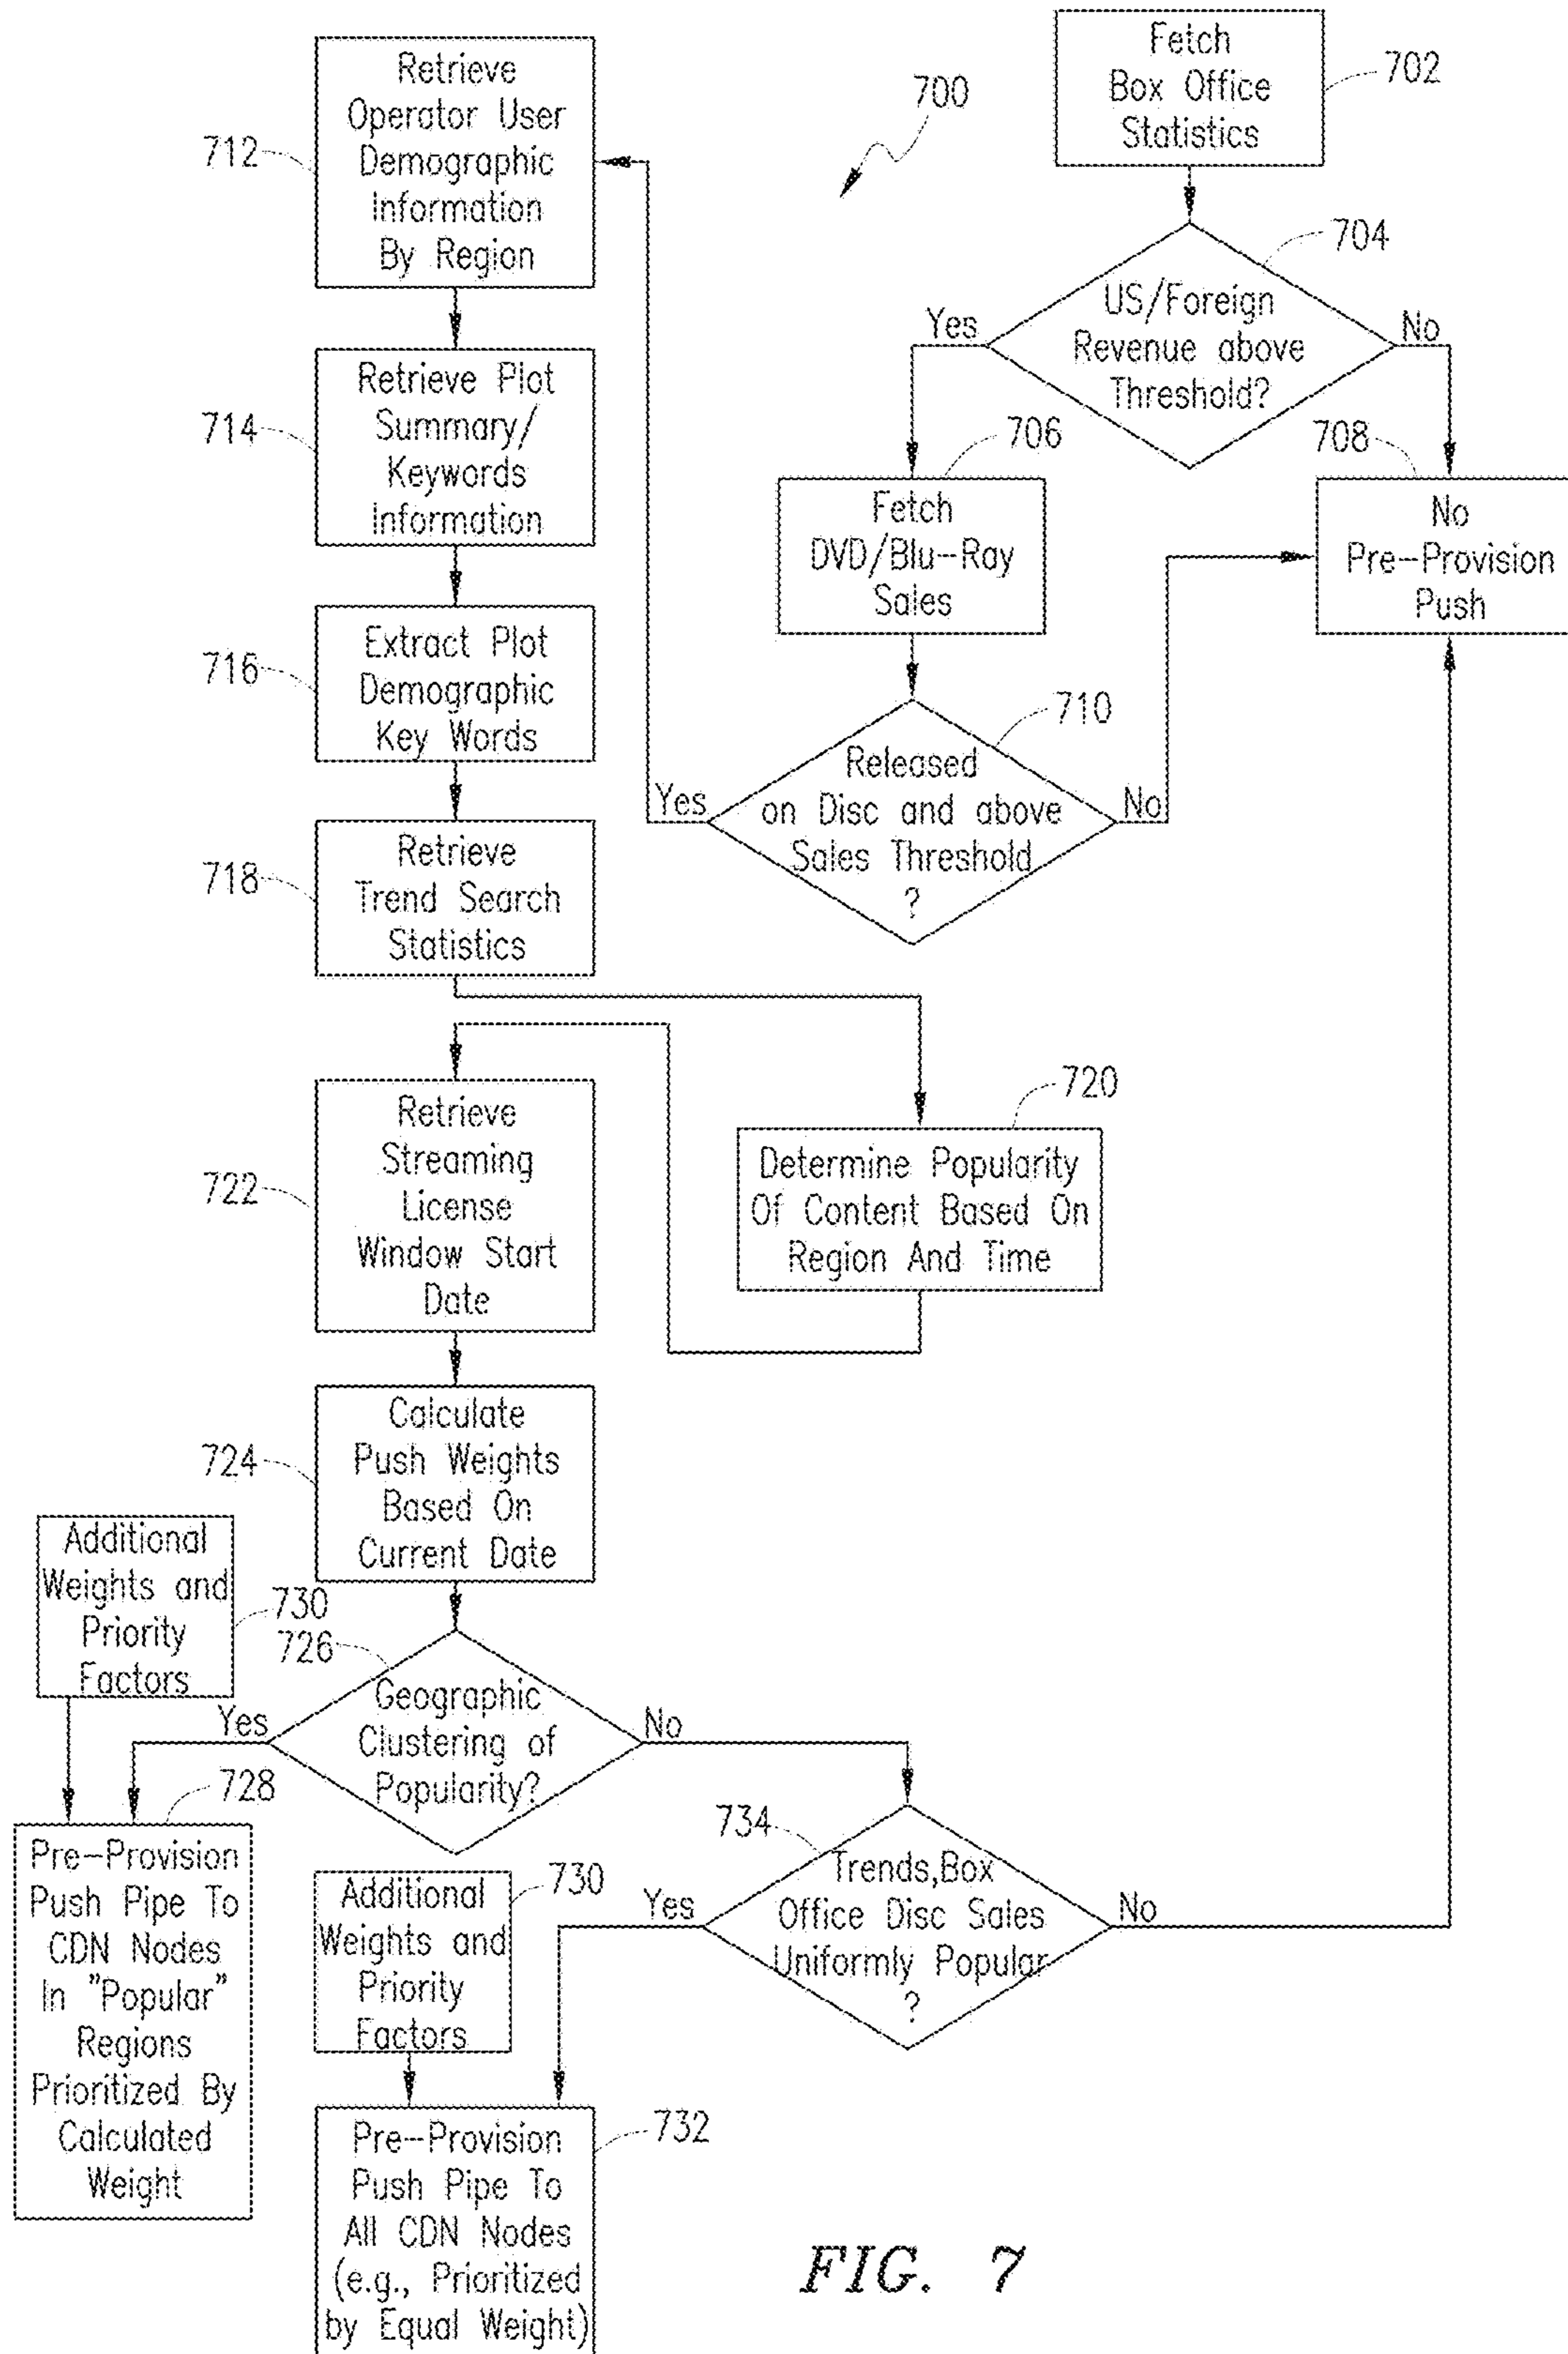 700
Fetch
Box Office
Statistics
702
US/Foreign
Revenue above
Threshold?
704
Yes
No
Fetch
DVD/Blu-Ray
Sales
706
No
Pre-Provision
Push
708
Released
on Disc and above
Sales Threshold
?
710
Yes
No
Retrieve
Operator User
Demographic
Information
By Region
712
Retrieve Plot
Summary/
Keywords
Information
714
Extract Plot
Demographic
Key Words
716
Retrieve
Trend Search
Statistics
718
Determine Popularity
Of Content Based On
Region And Time
720
Retrieve
Streaming
License
Window Start
Date
722
Calculate
Push Weights
Based On
Current Date
724
Geographic
Clustering of
Popularity?
726
Yes
No
Additional
Weights and
Priority
Factors
730
Pre-Provision
Push Pipe To
CDN Nodes
In "Popular"
Regions
Prioritized By
Calculated
Weight
728
Trends,Box
Office Disc Sales
Uniformly Popular
?
734
Yes
No
Additional
Weights and
Priority
Factors
730
Pre-Provision
Push Pipe To
All CDN Nodes
(e.g., Prioritized
by Equal Weight)
732
FIG. 7